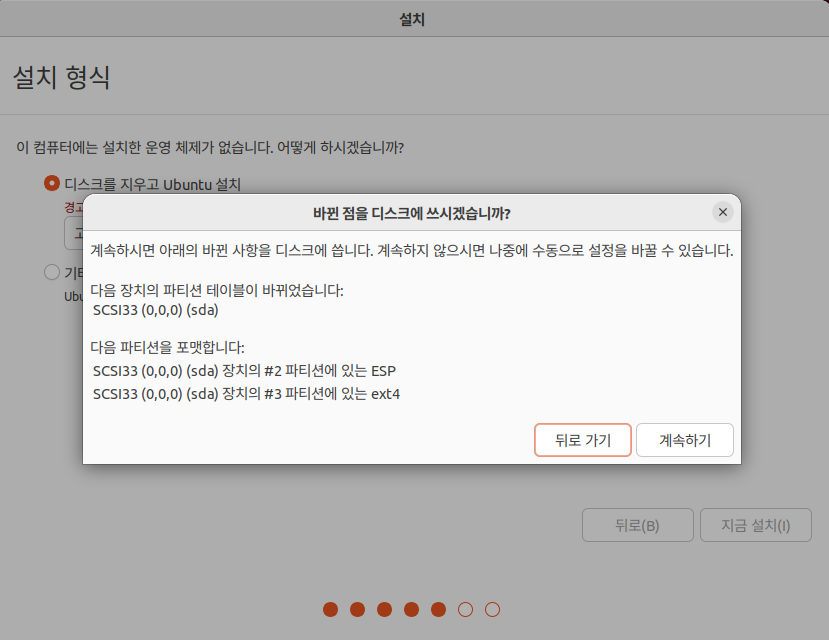 설치
설치 형식
이 컴퓨터에는 설치한 운영 체제가 없습니다. 어떻게 하시겠습니까?
디스크를 지우고 Ubuntu 설치
바뀐 점을 디스크에 쓰시겠습니까?
계속하시면 아래의 바뀐 사항을 디스크에 씁니다. 계속하지 않으시면 나중에 수동으로 설정을 바꿀 수 있습니다.
다음 장치의 파티션 테이블이 바뀌었습니다:
SCSI33 (0,0,0) (sda)
다음 파티션을 포맷합니다:
SCSI33 (0,0,0) (sda) 장치의 #2 파티션에 있는 ESP
SCSI33 (0,0,0) (sda) 장치의 #3 파티션에 있는 ext4
뒤로 가기 계속하기
뒤로(B) 지금 설치(I)